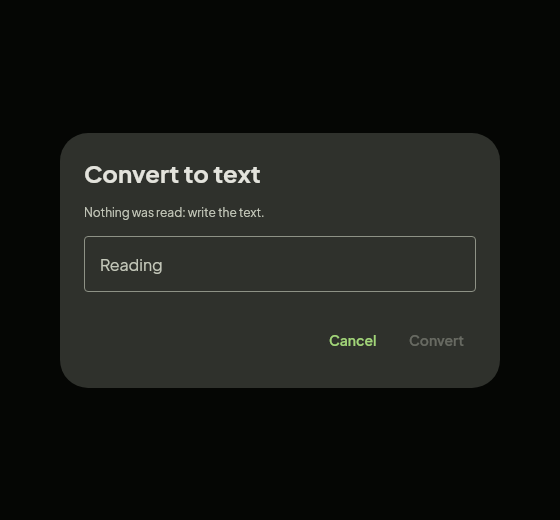 Convert to text
Nothing was read: write the text.
Reading
Cancel Convert